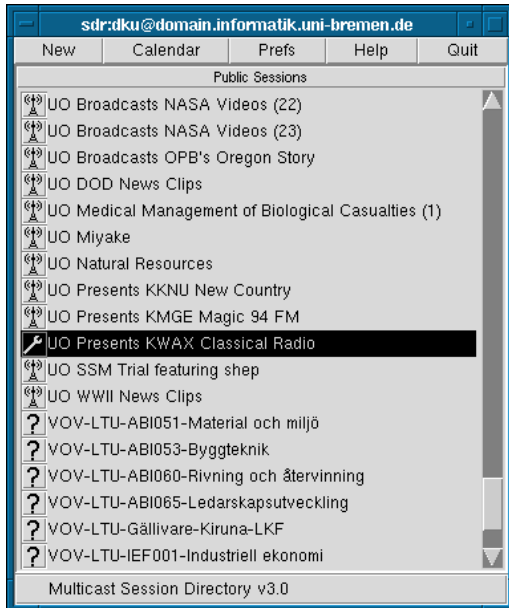 sdr:dku@domain.informatik.uni-bremen.de
New Calendar Prefs Help Quit
Public Sessions
UO Broadcasts NASA Videos (22)
UO Broadcasts NASA Videos (23)
UO Broadcasts OPB's Oregon Story
UO DOD News Clips
UO Medical Management of Biological Casualties (1)
UO Miyake
UO Natural Resources
UO Presents KKNU New Country
UO Presents KMGE Magic 94 FM
UO Presents KWAX Classical Radio
UO SSM Trial featuring shep
UO WWII News Clips
? VOV-LTU-ABI051-Material och miljö
? VOV-LTU-ABI053-Byggteknik
? VOV-LTU-ABI060-Rivning och återvinning
? VOV-LTU-ABI065-Ledarskapsutveckling
? VOV-LTU-Gällivare-Kiruna-LKF
? VOV-LTU-IEF001-Industriell ekonomi
Multicast Session Directory v3.0